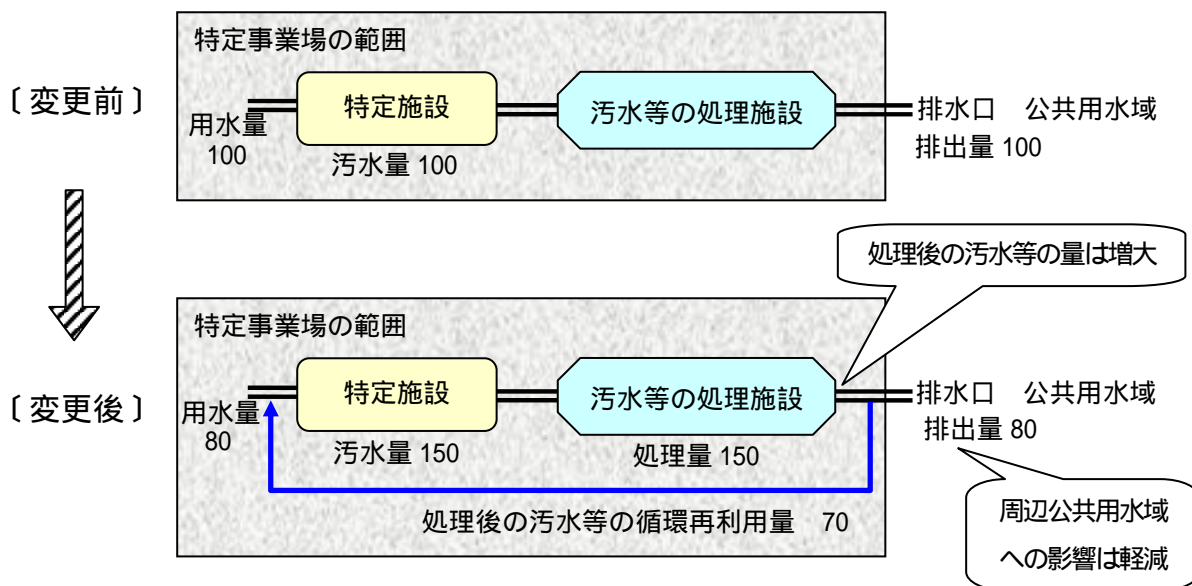 特定事業場の範囲
〔変更前〕
用水量
100
特定施設
汚水量 100
汚水等の処理施設
排水口 公共用水域
排出量 100
処理後の汚水等の量は増大
特定事業場の範囲
〔変更後〕
用水量
80
特定施設
汚水量 150
汚水等の処理施設
処理量 150
排水口 公共用水域
排出量 80
処理後の汚水等の循環再利用量 70
周辺公共用水域
への影響は軽減